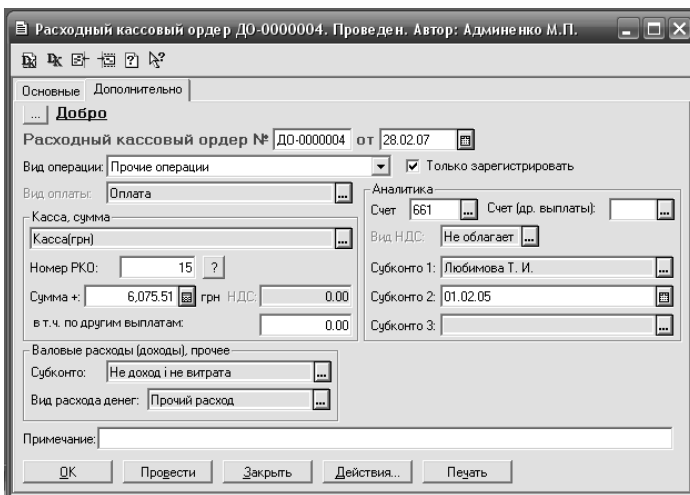 Расходный кассовый ордер ДО-0000004. Проведен. Автор: Админенко М.П.
Основные Дополнительно
... Добро
Расходный кассовый ордер № ДО-0000004 от 28.02.07
Вид операции: Прочие операции Только зарегистрировать
Вид оплаты: Оплата ...
Аналитика
Счет 661 ... Счет (др. выплаты): ...
Касса, сумма
Касса(грн) ...
Вид НДС: Не облагает ...
Номер РКО: 15 ?
Субконто 1: Любимова Т. И. ...
Сумма +: 6,075.51 грн НДС: 0.00
Субконто 2: 01.02.05
в т.ч. по другим выплатам: 0.00
Субконто 3: ...
Валовые расходы (доходы), прочее
Субконто: Не доход і не витрата ...
Вид расхода денег: Прочий расход ...
Примечание:
OK Провести Закрыть Действия... Печать